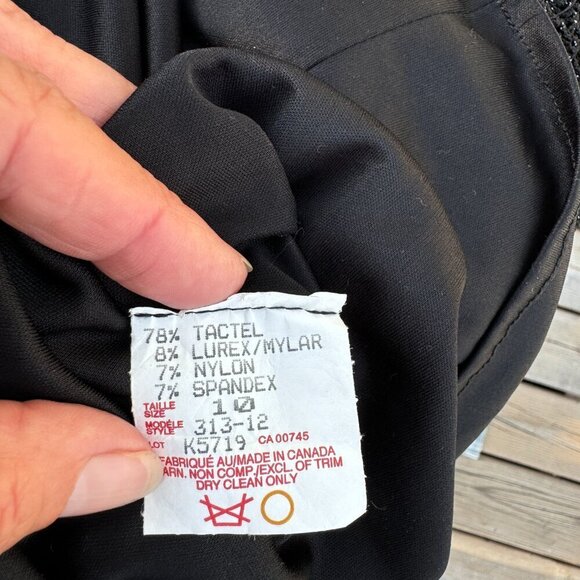 78% TACTEL
8% LUREX/MYLAR
7% NYLON
7% SPANDEX
TAILLE
SIZE 10
MODÈLE
STYLE 313-12
LOT K5719 CA 00745
FABRIQUÉ AU/MADE IN CANADA
GARN. NON COMP./EXCL. OF TRIM
DRY CLEAN ONLY